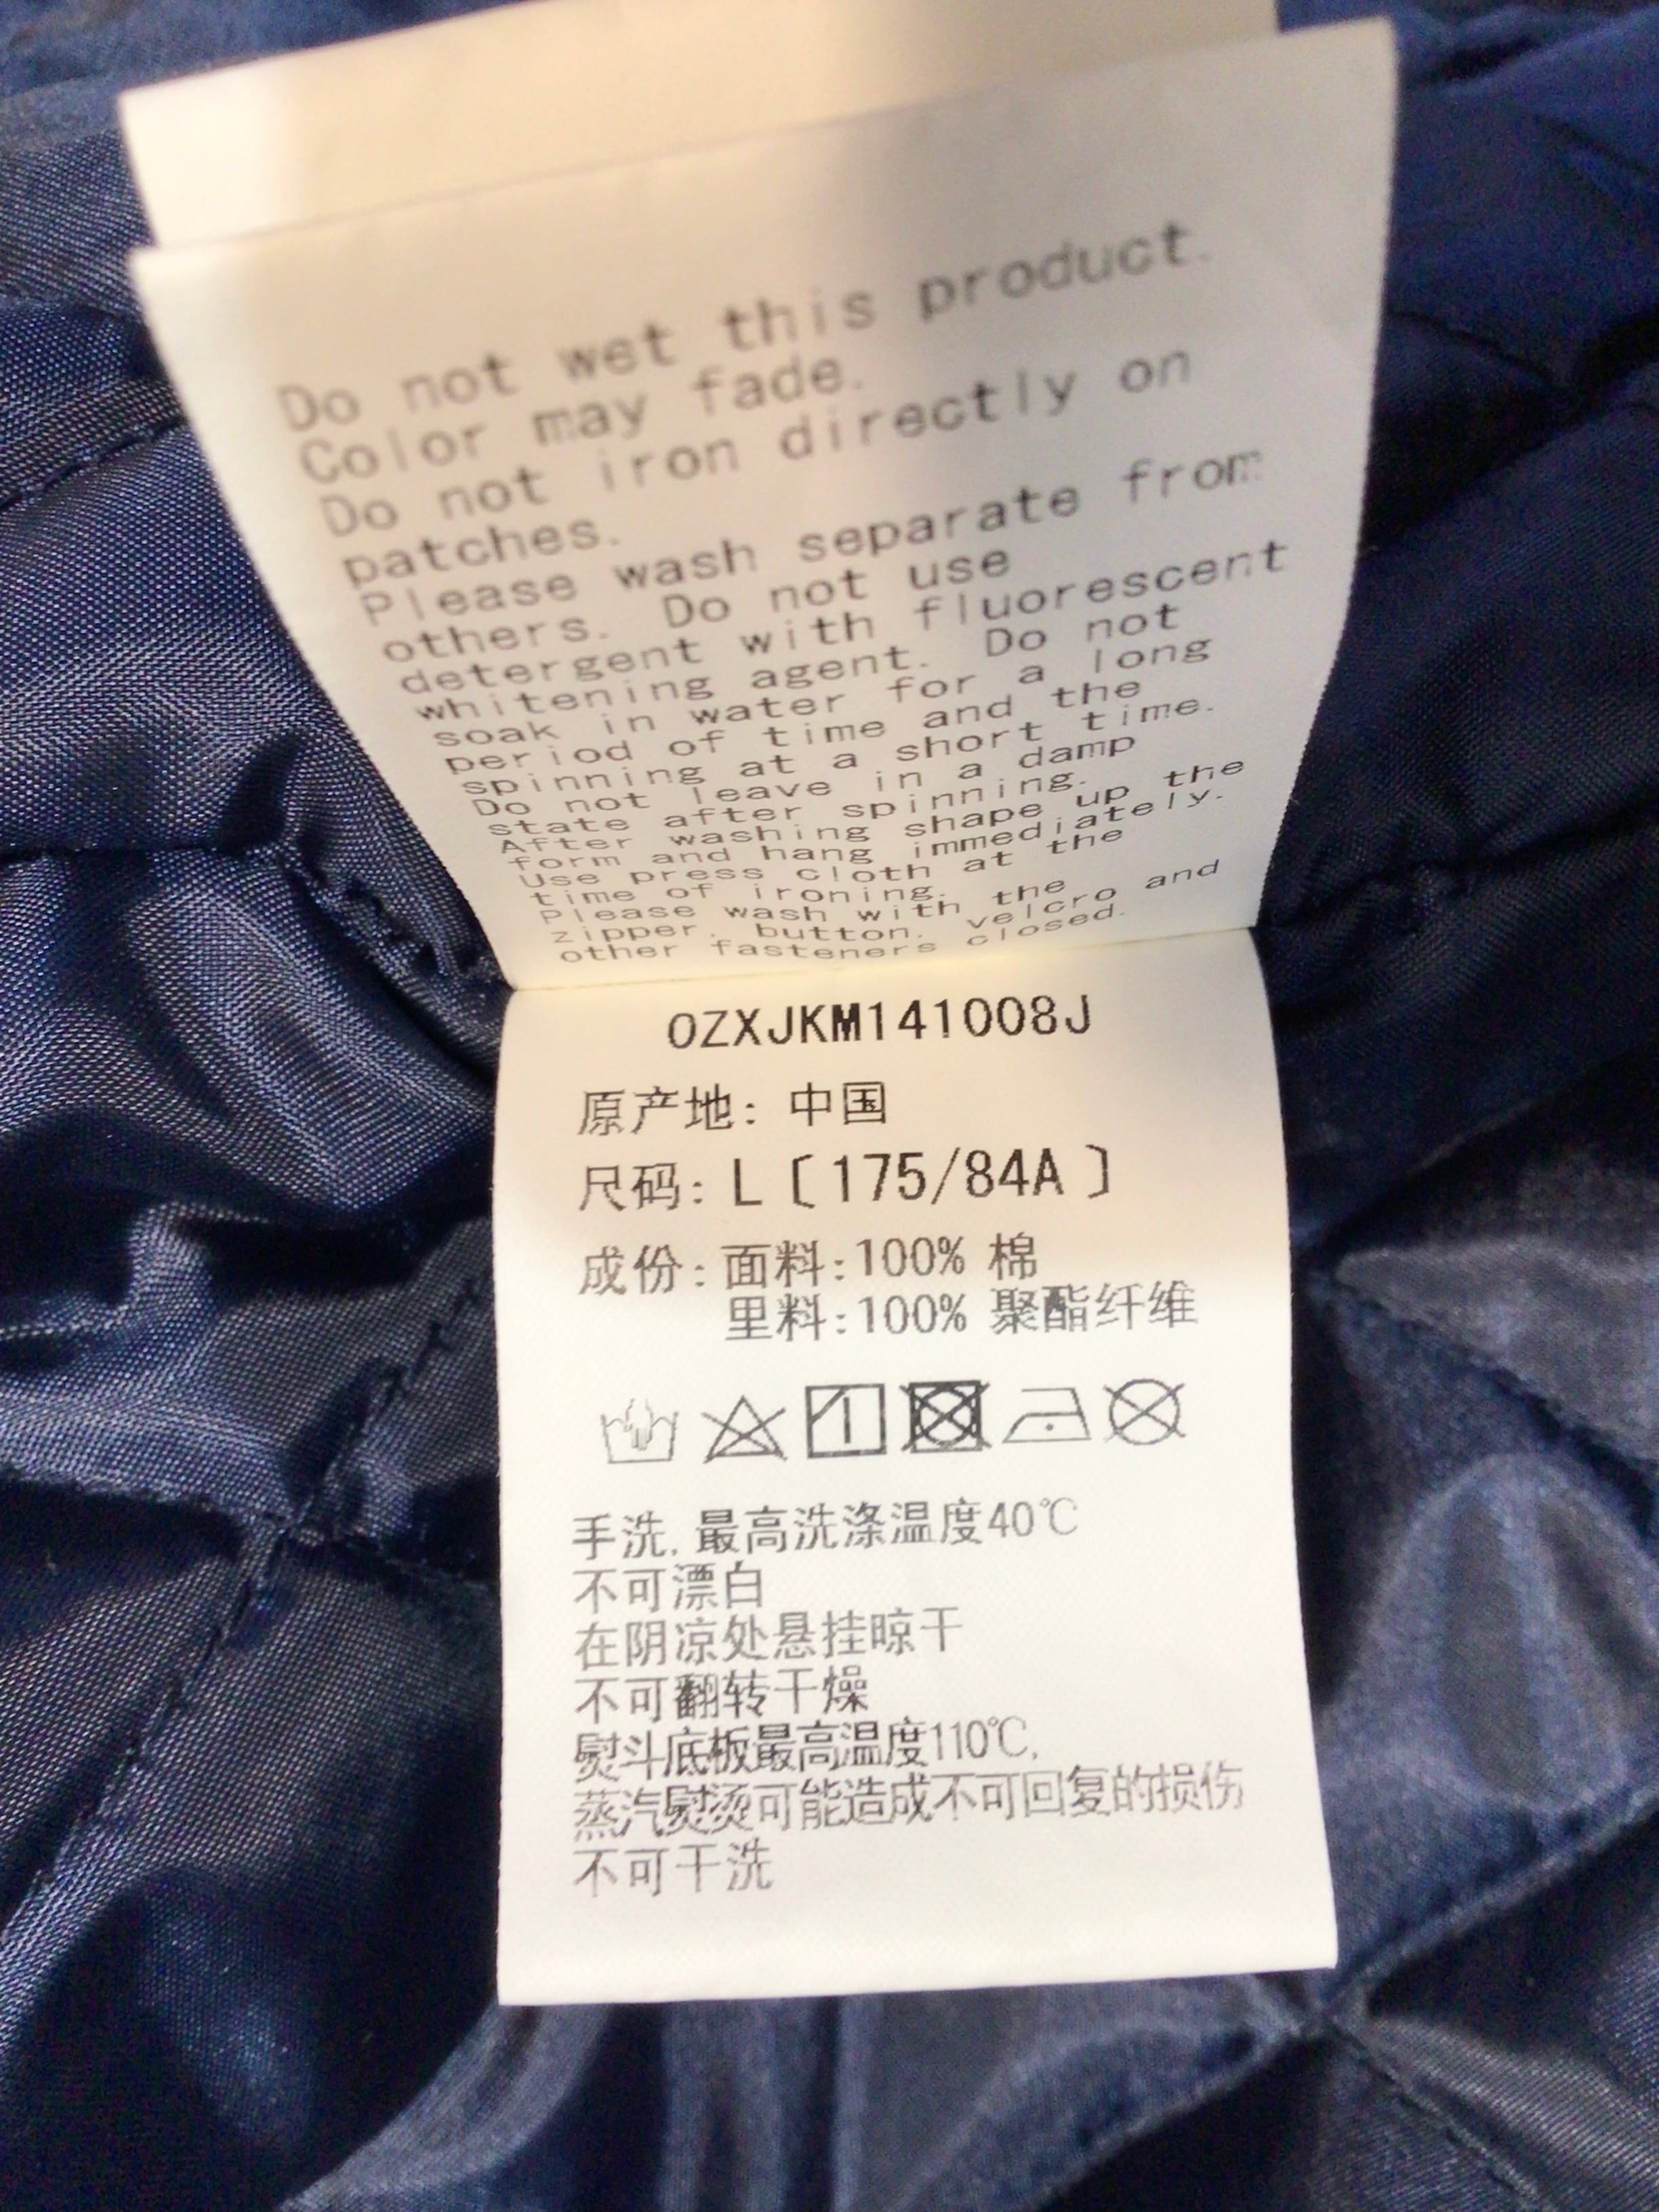 Do not wet this product.
Color may fade.
Do not iron directly on
patches.
Please wash separate from
others. Do not use
detergent with fluorescent
whitening agent. Do not
soak in water for a long
period of time and the
spinning at a short time.
Do not leave in a damp
state after spinning.
After washing shape up the
form and hang immediately.
Use press cloth at the
time of ironing.
Please wash with the
zipper, button, velcro and
other fasteners closed.
OZXJKM141008J
原产地: 中国
尺码: L〔175/84A〕
成份: 面料:100% 棉
里料:100% 聚酯纤维
手洗,最高洗涤温度40℃
不可漂白
在阴凉处悬挂晾干
不可翻转干燥
熨斗底板最高温度110℃,
蒸汽熨烫可能造成不可回复的损伤
不可干洗